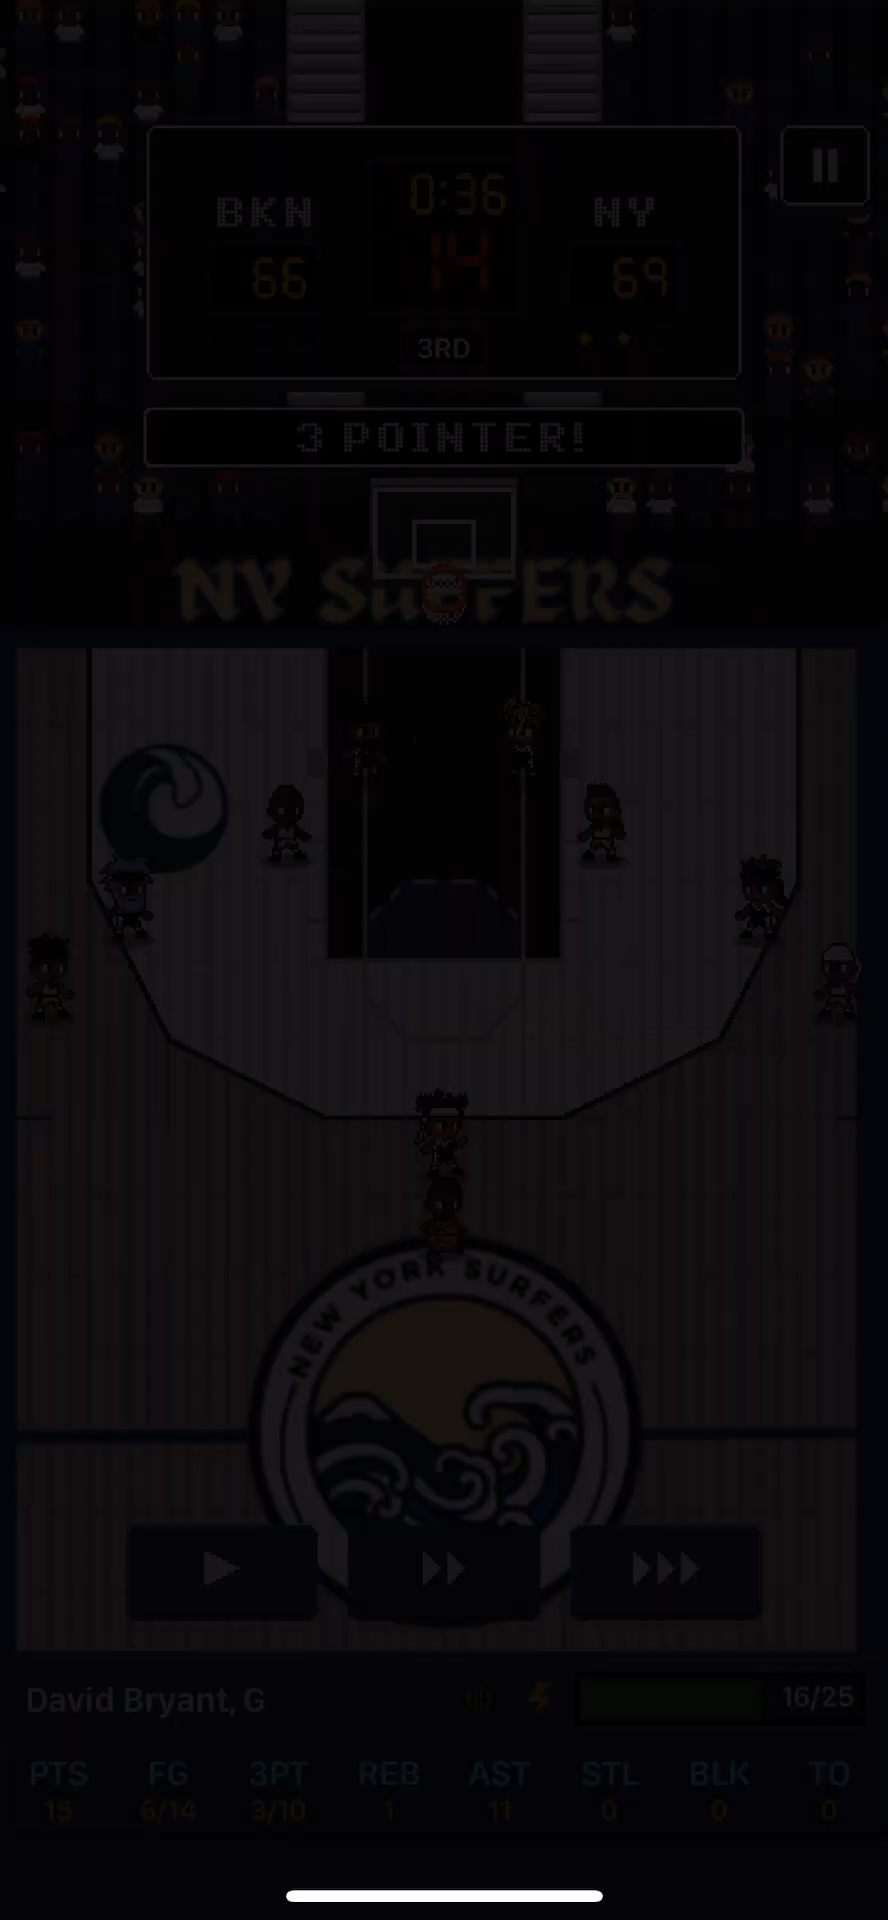 0:36
BKN NY
14
66 69
3RD
3 POINTER!
NY SURFERS
NEW YORK SURFERS
David Bryant, G 16/25
PTS FG 3PT REB AST STL BLK TO
15 6/14 3/10 1 11 0 0 0